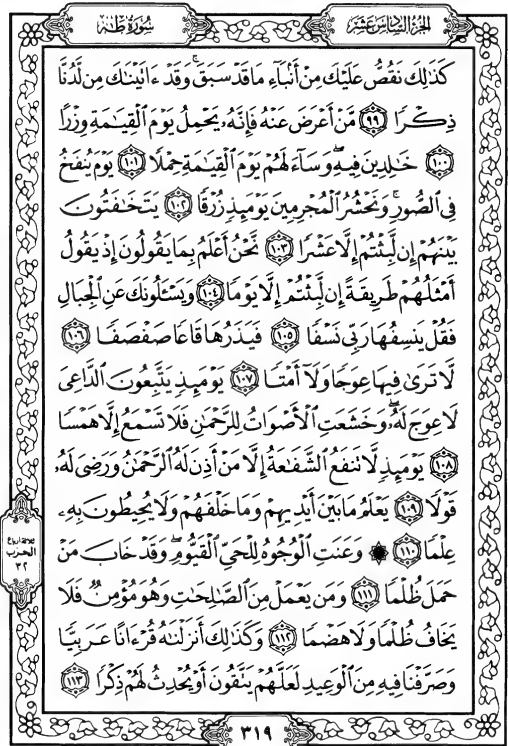 الجزء السادس عشر
سورة طه
كَذَٰلِكَ نَقُصُّ عَلَيْكَ مِنْ أَنۢبَآءِ مَا قَدْ سَبَقَ ۚ وَقَدْ ءَاتَيْنَٰكَ مِن لَّدُنَّا
ذِكْرًا ٩٩ مَّنْ أَعْرَضَ عَنْهُ فَإِنَّهُۥ يَحْمِلُ يَوْمَ ٱلْقِيَٰمَةِ وِزْرًا
١٠٠ خَٰلِدِينَ فِيهِ ۖ وَسَآءَ لَهُمْ يَوْمَ ٱلْقِيَٰمَةِ حِمْلًا ١٠١ يَوْمَ يُنفَخُ
فِى ٱلصُّورِ ۚ وَنَحْشُرُ ٱلْمُجْرِمِينَ يَوْمَئِذٍ زُرْقًا ١٠٢ يَتَخَٰفَتُونَ
بَيْنَهُمْ إِن لَّبِثْتُمْ إِلَّا عَشْرًا ١٠٣ نَّحْنُ أَعْلَمُ بِمَا يَقُولُونَ إِذْ يَقُولُ
أَمْثَلُهُمْ طَرِيقَةً إِن لَّبِثْتُمْ إِلَّا يَوْمًا ١٠٤ وَيَسْـَٔلُونَكَ عَنِ ٱلْجِبَالِ
فَقُلْ يَنسِفُهَا رَبِّى نَسْفًا ١٠٥ فَيَذَرُهَا قَاعًا صَفْصَفًا ١٠٦
لَّا تَرَىٰ فِيهَا عِوَجًا وَلَآ أَمْتًا ١٠٧ يَوْمَئِذٍ يَتَّبِعُونَ ٱلدَّاعِىَ
لَا عِوَجَ لَهُۥ ۖ وَخَشَعَتِ ٱلْأَصْوَاتُ لِلرَّحْمَٰنِ فَلَا تَسْمَعُ إِلَّا هَمْسًا
١٠٨ يَوْمَئِذٍ لَّا تَنفَعُ ٱلشَّفَٰعَةُ إِلَّا مَنْ أَذِنَ لَهُ ٱلرَّحْمَٰنُ وَرَضِىَ لَهُۥ
قَوْلًا ١٠٩ يَعْلَمُ مَا بَيْنَ أَيْدِيهِمْ وَمَا خَلْفَهُمْ وَلَا يُحِيطُونَ بِهِۦ
عِلْمًا ١١٠ ۞ وَعَنَتِ ٱلْوُجُوهُ لِلْحَىِّ ٱلْقَيُّومِ ۖ وَقَدْ خَابَ مَنْ
حَمَلَ ظُلْمًا ١١١ وَمَن يَعْمَلْ مِنَ ٱلصَّٰلِحَٰتِ وَهُوَ مُؤْمِنٌ فَلَا
يَخَافُ ظُلْمًا وَلَا هَضْمًا ١١٢ وَكَذَٰلِكَ أَنزَلْنَٰهُ قُرْءَانًا عَرَبِيًّا
وَصَرَّفْنَا فِيهِ مِنَ ٱلْوَعِيدِ لَعَلَّهُمْ يَتَّقُونَ أَوْ يُحْدِثُ لَهُمْ ذِكْرًا ١١٣
ثلاثة أرباع
الحزب
٣٢
٣١٩